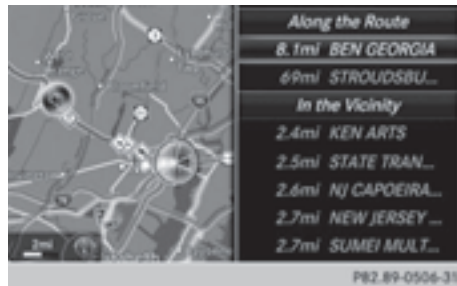 Along the Route
8.1mi BEN GEORGIA
69mi STROUDSBU...
In the Vicinity
2.4mi KEN ARTS
2.5mi STATE TRAN...
2.6mi NJ CAPOEIRA...
2.7mi NEW JERSEY ...
2.7mi SUMEI MULT...
2mi
P82.89-0506-31